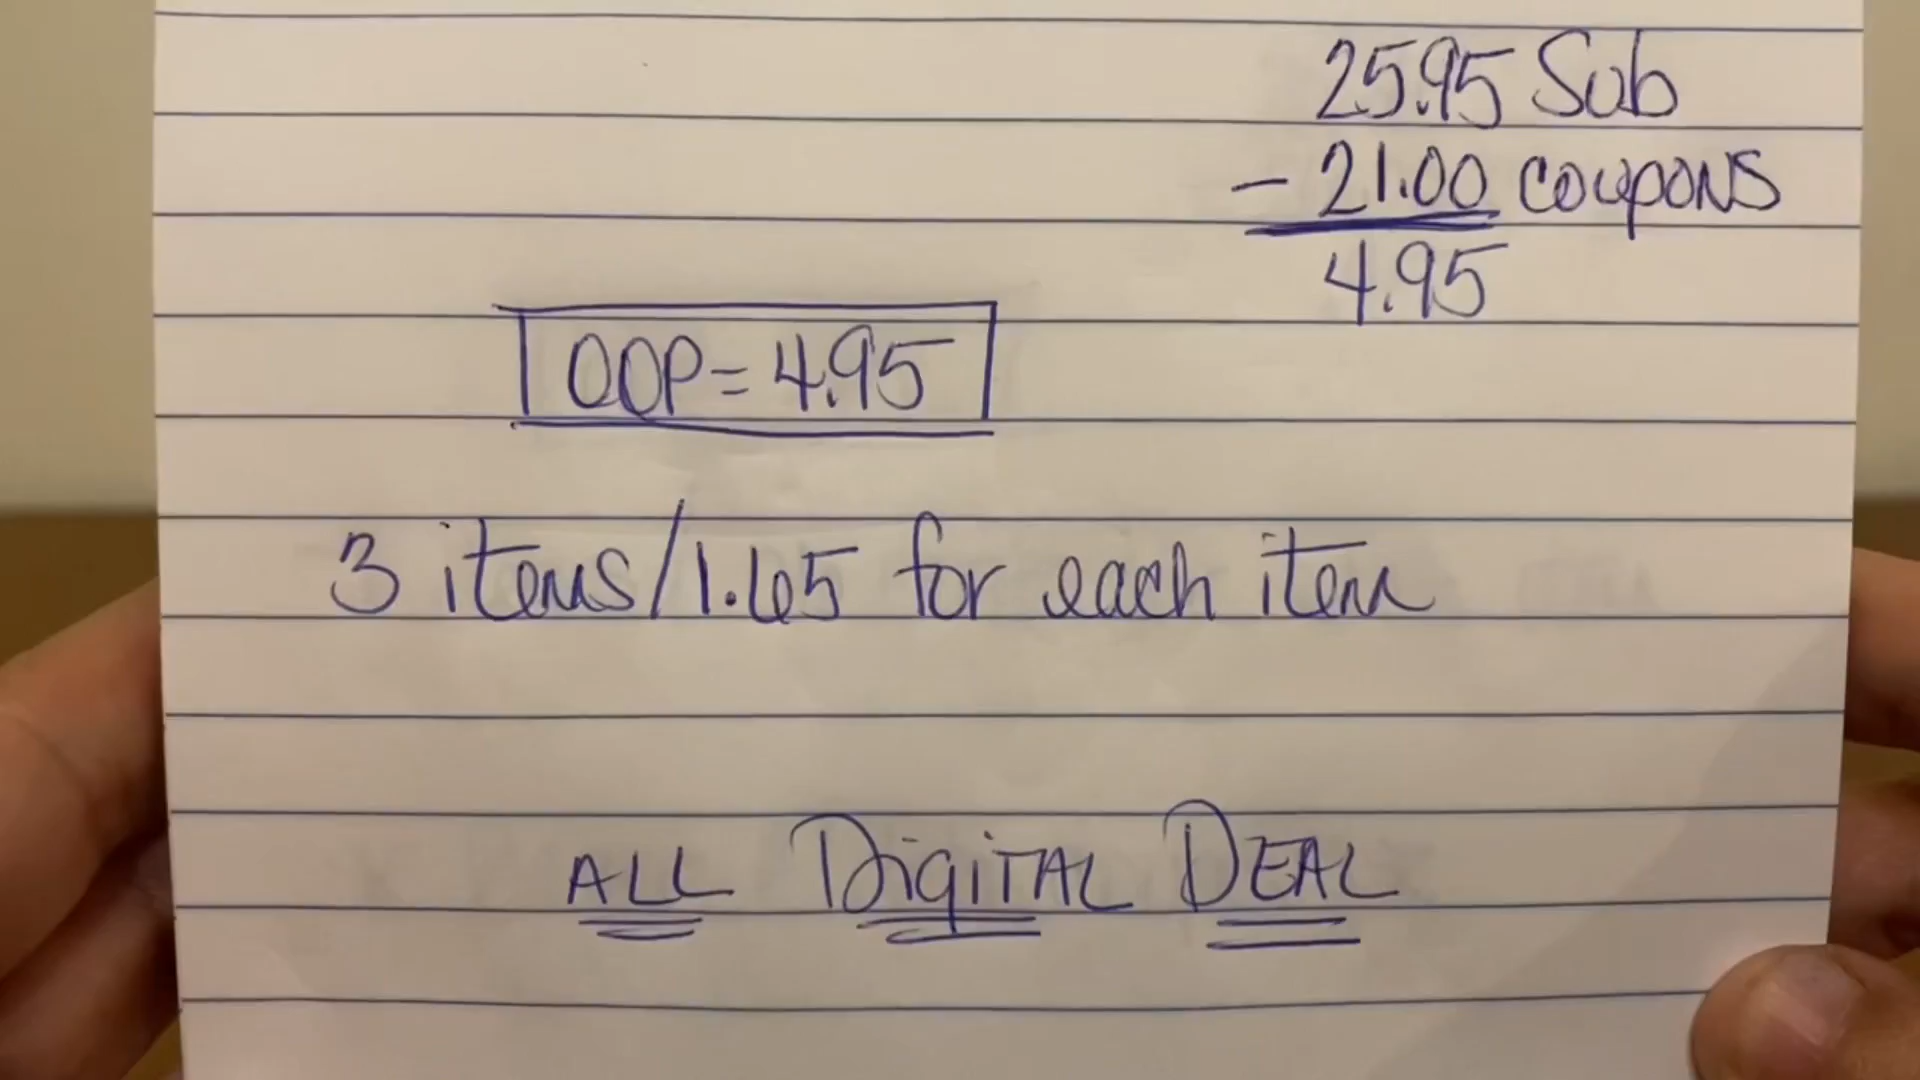 25.95 Sub
- 21.00 coupons
4.95
OOP = 4.95
3 items/1.65 for each item
ALL DigiTAL DEAL